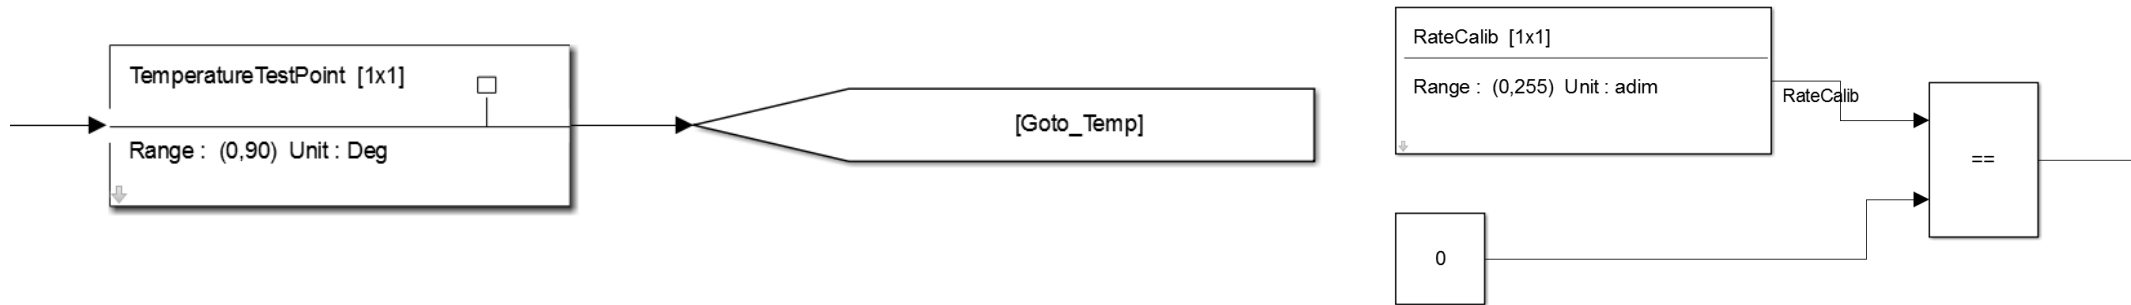 TemperatureTestPoint [1x1]
Range : (0,90) Unit : Deg
[Goto_Temp]
RateCalib [1x1]
Range : (0,255) Unit : adim
RateCalib
==
0